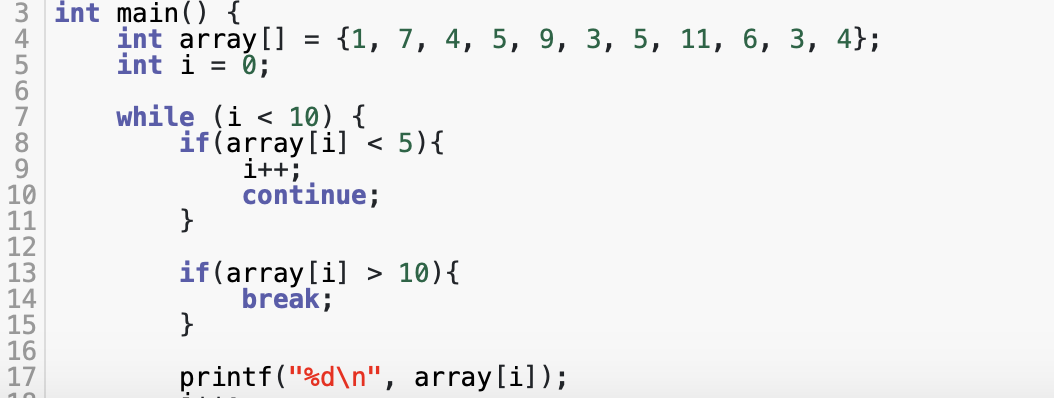 3 int main() {
4 int array[] = {1, 7, 4, 5, 9, 3, 5, 11, 6, 3, 4};
5 int i = 0;
6
7 while (i < 10) {
8 if(array[i] < 5){
9 i++;
10 continue;
11 }
12
13 if(array[i] > 10){
14 break;
15 }
16
17 printf("%d\n", array[i]);